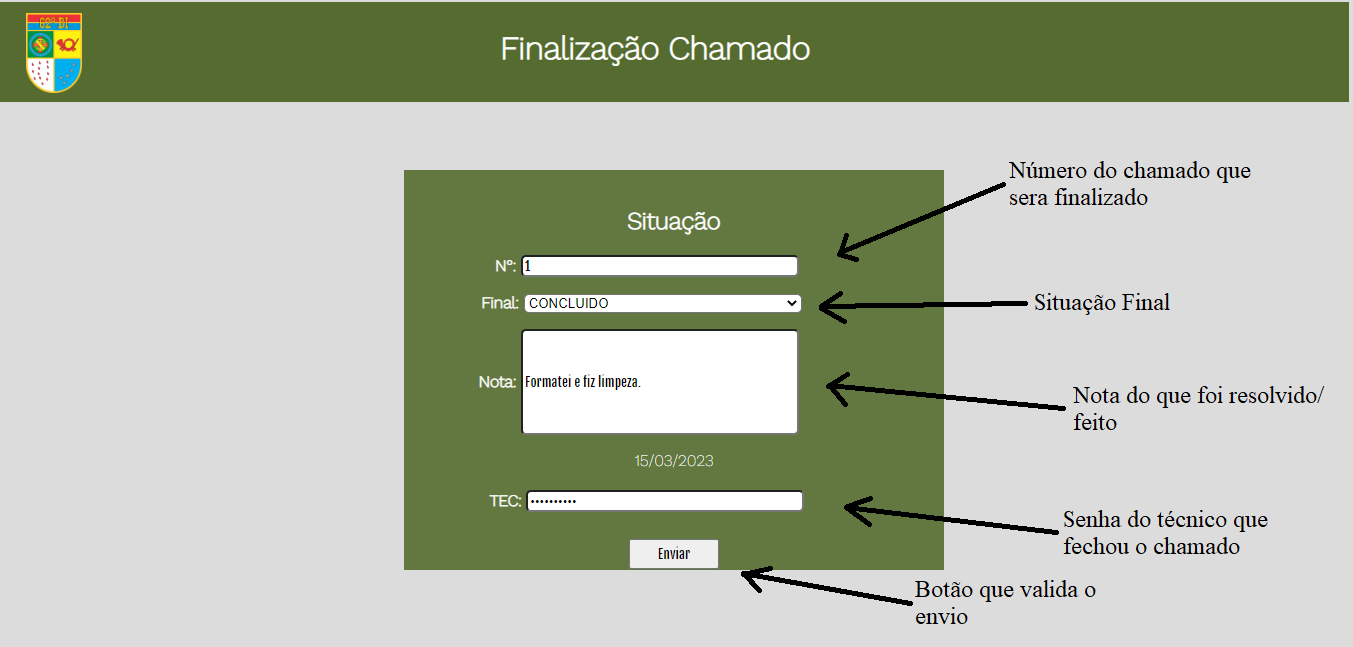 62º BI
Finalização Chamado
Número do chamado que
sera finalizado
Situação
Nº: 1
Final: CONCLUIDO
Situação Final
Nota: Formatei e fiz limpeza.
Nota do que foi resolvido/
feito
15/03/2023
TEC: ••••••••••
Senha do técnico que
fechou o chamado
Enviar
Botão que valida o
envio